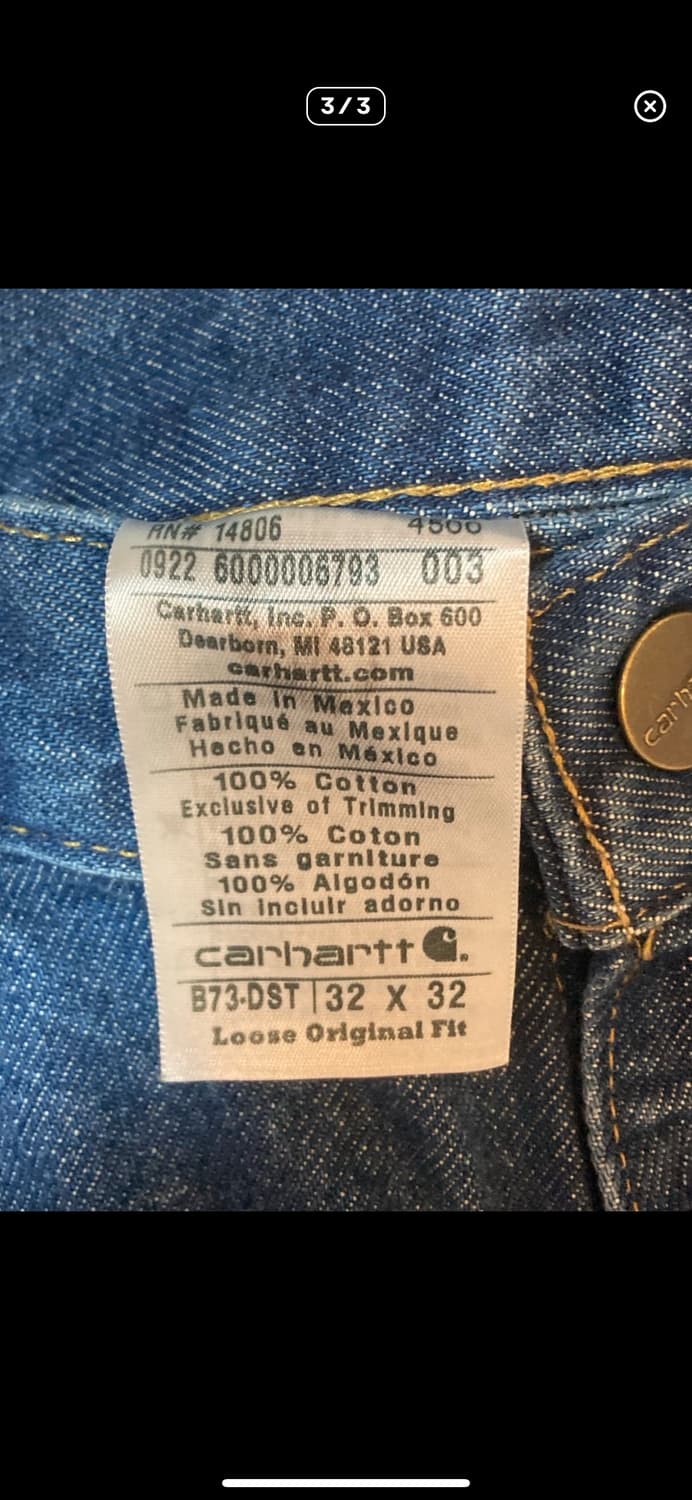 3/3
RN# 14806 4566
0922 6000006793 003
Carhartt, Inc. P. O. Box 600
Dearborn, MI 48121 USA
carhartt.com
Made in Mexico
Fabriqué au Mexique
Hecho en México
100% Cotton
Exclusive of Trimming
100% Coton
Sans garniture
100% Algodón
Sin incluir adorno
carhartt
B73-DST | 32 X 32
Loose Original Fit